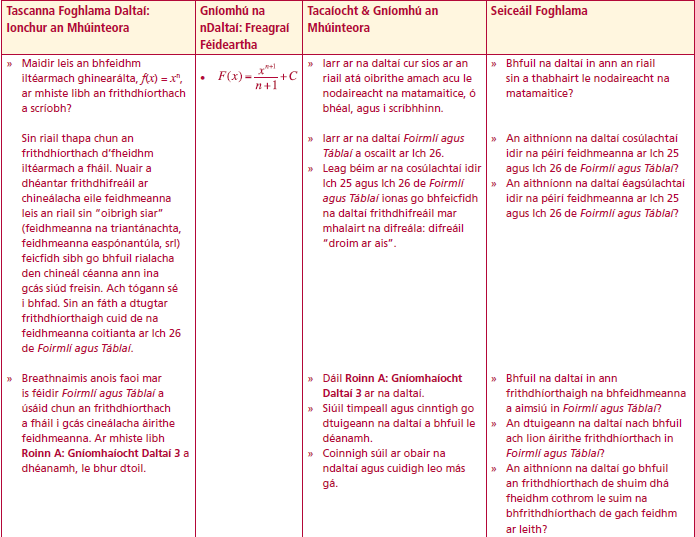 Tascanna Foghlama Daltaí:
Ionchur an Mhúinteora
Gníomhú na
nDaltaí: Freagraí
Féideartha
Tacaíocht & Gníomhú an
Mhúinteora
Seiceáil Foghlama
» Maidir leis an bhfeidhm
iltéarmach ghinearálta, f(x) = xⁿ,
ar mhiste libh an frithdhíorthach
a scríobh?
• F(x) = xⁿ⁺¹/(n+1) + C
» Iarr ar na daltaí cur síos ar an
riail atá oibrithe amach acu le
nodaireacht na matamaitice, ó
bhéal, agus i scríbhhinn.
» Bhfuil na daltaí in ann an riail
sin a thabhairt le nodaireacht na
matamaitice?
Sin riail thapa chun an
frithdhíorthach d’fheidhm
iltéarmach a fháil. Nuair a
dhéantar frithdhifreáil ar
chineálacha eile feidhmeanna
leis an riail sin “oibrigh siar”
(feidhmeanna na triantánachta,
feidhmeanna easpónantúla, srl)
feicfidh sibh go bhfuil rialacha
den chineál céanna ann ina
gcás siúd freisin. Ach tógann sé
i bhfad. Sin an fáth a dtugtar
frithdhíorthaigh cuid de na
feidhmeanna coitianta ar lch 26
de Foirmlí agus Táblaí.
» Iarr ar na daltaí Foirmlí agus
Táblaí a oscailt ar lch 26.
» Leag béim ar na cosúlachtaí idir
lch 25 agus lch 26 de Foirmlí
agus Táblaí ionas go bhfeicfidh
na daltaí frithdhifreáil mar
mhalairt na difreála: difreáil
“droim ar ais”.
» An aithníonn na daltaí cosúlachtaí
idir na péirí feidhmeanna ar lch 25
agus lch 26 de Foirmlí agus Táblaí?
» An aithníonn na daltaí éagsúlachtaí
idir na péirí feidhmeanna ar lch 25
agus lch 26 de Foirmlí agus Táblaí?
» Breathnaimis anois faoi mar
is féidir Foirmlí agus Táblaí a
úsáid chun an frithdhíorthach
a fháil i gcás cineálacha áirithe
feidhmeanna. Ar mhiste libh
Roinn A: Gníomhaíocht Daltaí 3 a
dhéanamh, le bhur dtoil.
» Dáil Roinn A: Gníomhaíocht
Daltaí 3 ar na daltaí.
» Siúil timpeall agus cinntigh go
dtuigeann na daltaí a bhfuil le
déanamh.
» Coinnigh súil ar obair na
ndaltaí agus cuidigh leo más
gá.
» Bhfuil na daltaí in ann
frithdhíorthaigh na bhfeidhmeanna
a aimsiú in Foirmlí agus Táblaí?
» An dtuigeann na daltaí nach bhfuil
ach líon áirithe frithdhíorthach in
Foirmlí agus Táblaí?
» An aithníonn na daltaí go bhfuil
an frithdhíorthach de shuim dhá
fheidhm cothrom le suim na
bhfrithdhíorthach de gach feidhm
ar leith?